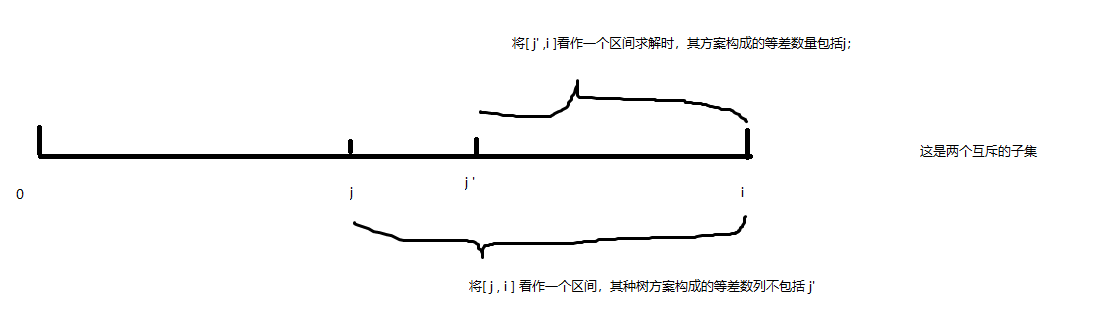 将[ j' ,i ]看作一个区间求解时，其方案构成的等差数量包括j；
这是两个互斥的子集
0
j
j '
i
将[ j , i ] 看作一个区间，其种树方案构成的等差数列不包括 j'